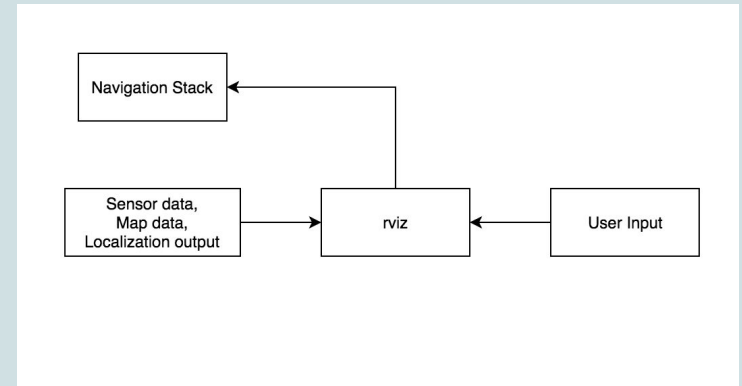 Navigation Stack
Sensor data,
Map data,
Localization output
rviz
User Input